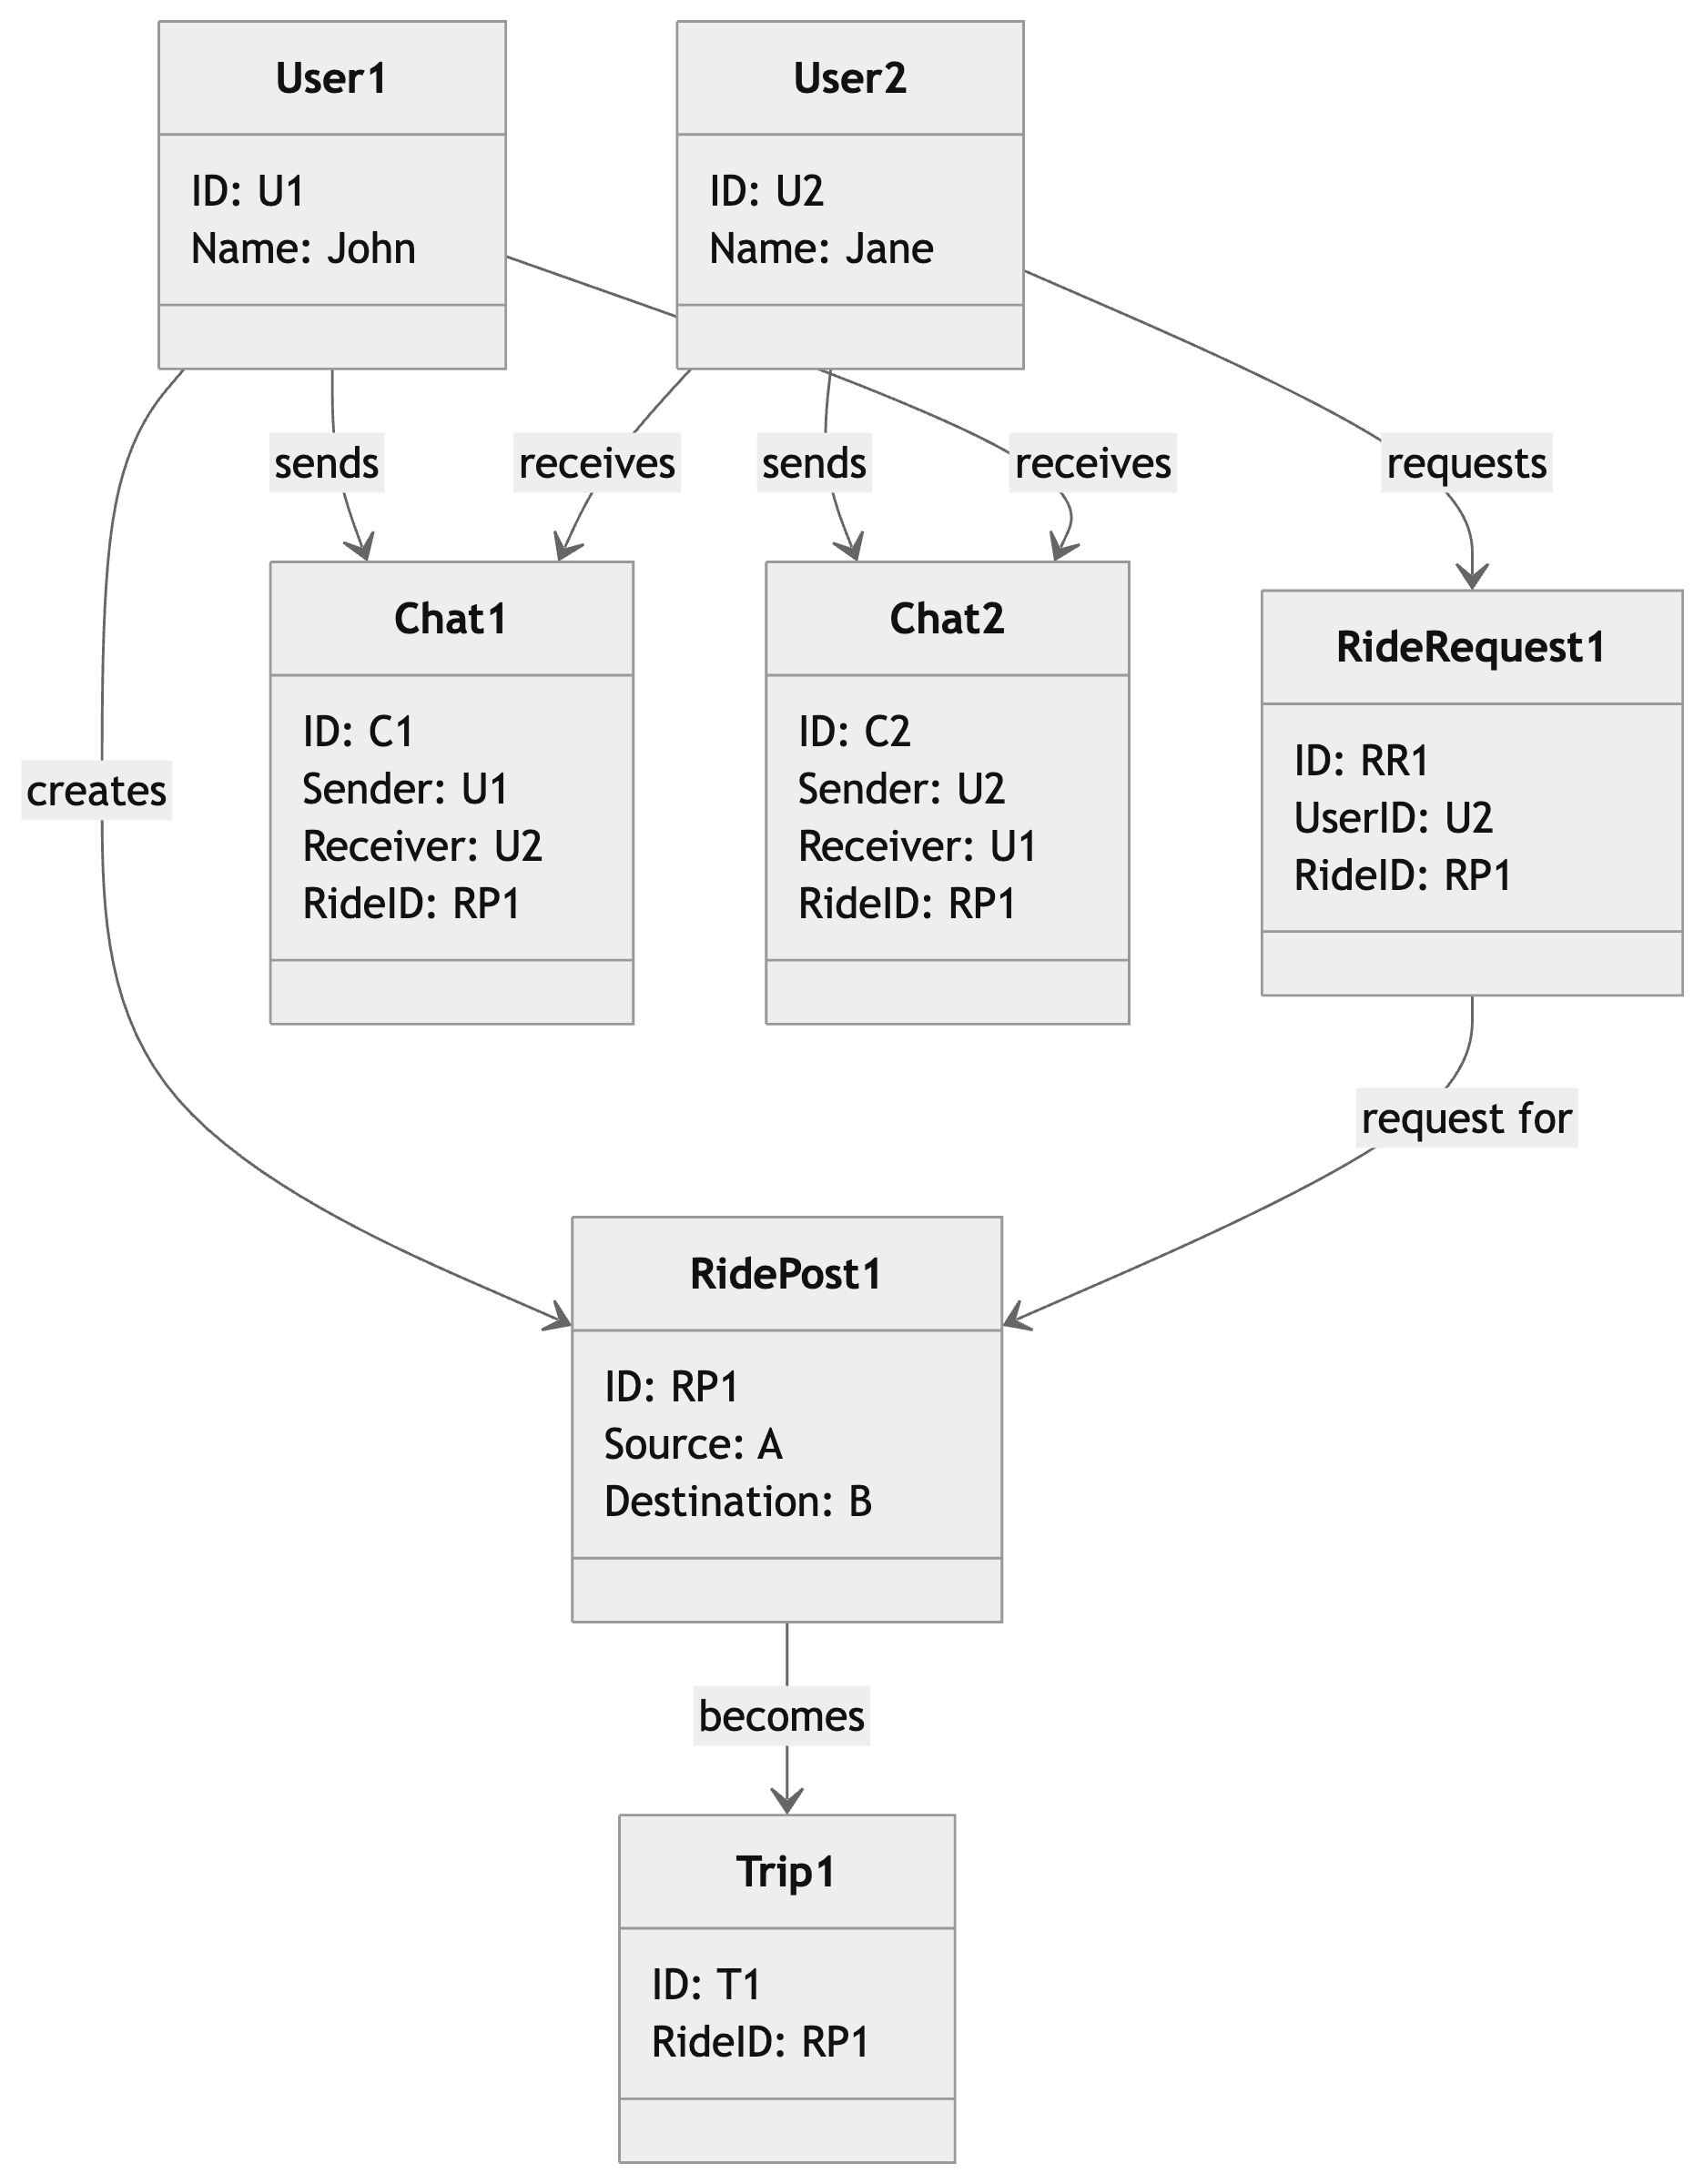 User1
ID: U1
Name: John
User2
ID: U2
Name: Jane
sends
receives
sends
receives
requests
Chat1
ID: C1
Sender: U1
Receiver: U2
RideID: RP1
Chat2
ID: C2
Sender: U2
Receiver: U1
RideID: RP1
RideRequest1
ID: RR1
UserID: U2
RideID: RP1
creates
request for
RidePost1
ID: RP1
Source: A
Destination: B
becomes
Trip1
ID: T1
RideID: RP1